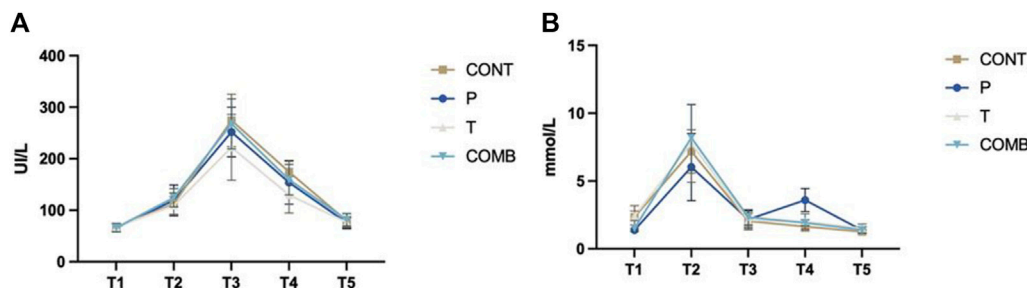 A
UI/L
400
300
200
100
0
T1 T2 T3 T4 T5
CONT
P
T
COMB
B
mmol/L
15
10
5
0
T1 T2 T3 T4 T5
CONT
P
T
COMB